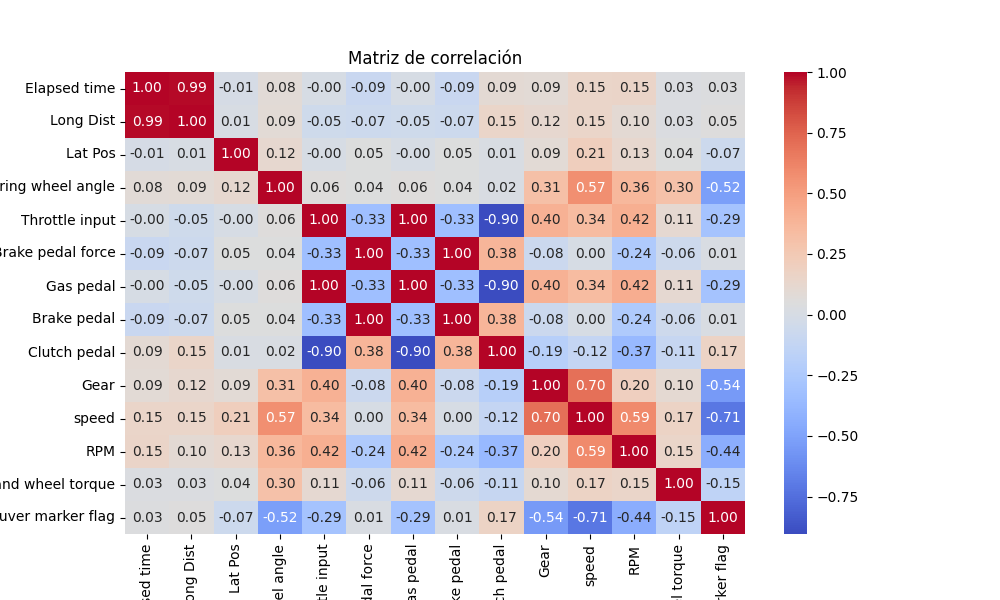 Matriz de correlación
Elapsed time 1.00 0.99 -0.01 0.08 -0.00 -0.09 -0.00 -0.09 0.09 0.09 0.15 0.15 0.03 0.03
Long Dist 0.99 1.00 0.01 0.09 -0.05 -0.07 -0.05 -0.07 0.15 0.12 0.15 0.10 0.03 0.05
Lat Pos -0.01 0.01 1.00 0.12 -0.00 0.05 -0.00 0.05 0.01 0.09 0.21 0.13 0.04 -0.07
ring wheel angle 0.08 0.09 0.12 1.00 0.06 0.04 0.06 0.04 0.02 0.31 0.57 0.36 0.30 -0.52
Throttle input -0.00 -0.05 -0.00 0.06 1.00 -0.33 1.00 -0.33 -0.90 0.40 0.34 0.42 0.11 -0.29
Brake pedal force -0.09 -0.07 0.05 0.04 -0.33 1.00 -0.33 1.00 0.38 -0.08 0.00 -0.24 -0.06 0.01
Gas pedal -0.00 -0.05 -0.00 0.06 1.00 -0.33 1.00 -0.33 -0.90 0.40 0.34 0.42 0.11 -0.29
Brake pedal -0.09 -0.07 0.05 0.04 -0.33 1.00 -0.33 1.00 0.38 -0.08 0.00 -0.24 -0.06 0.01
Clutch pedal 0.09 0.15 0.01 0.02 -0.90 0.38 -0.90 0.38 1.00 -0.19 -0.12 -0.37 -0.11 0.17
Gear 0.09 0.12 0.09 0.31 0.40 -0.08 0.40 -0.08 -0.19 1.00 0.70 0.20 0.10 -0.54
speed 0.15 0.15 0.21 0.57 0.34 0.00 0.34 0.00 -0.12 0.70 1.00 0.59 0.17 -0.71
RPM 0.15 0.10 0.13 0.36 0.42 -0.24 0.42 -0.24 -0.37 0.20 0.59 1.00 0.15 -0.44
nd wheel torque 0.03 0.03 0.04 0.30 0.11 -0.06 0.11 -0.06 -0.11 0.10 0.17 0.15 1.00 -0.15
uver marker flag 0.03 0.05 -0.07 -0.52 -0.29 0.01 -0.29 0.01 0.17 -0.54 -0.71 -0.44 -0.15 1.00
sed time
ong Dist
Lat Pos
el angle
tle input
dal force
as pedal
ke pedal
ch pedal
Gear
speed
RPM
l torque
rker flag
1.00
0.75
0.50
0.25
0.00
−0.25
−0.50
−0.75